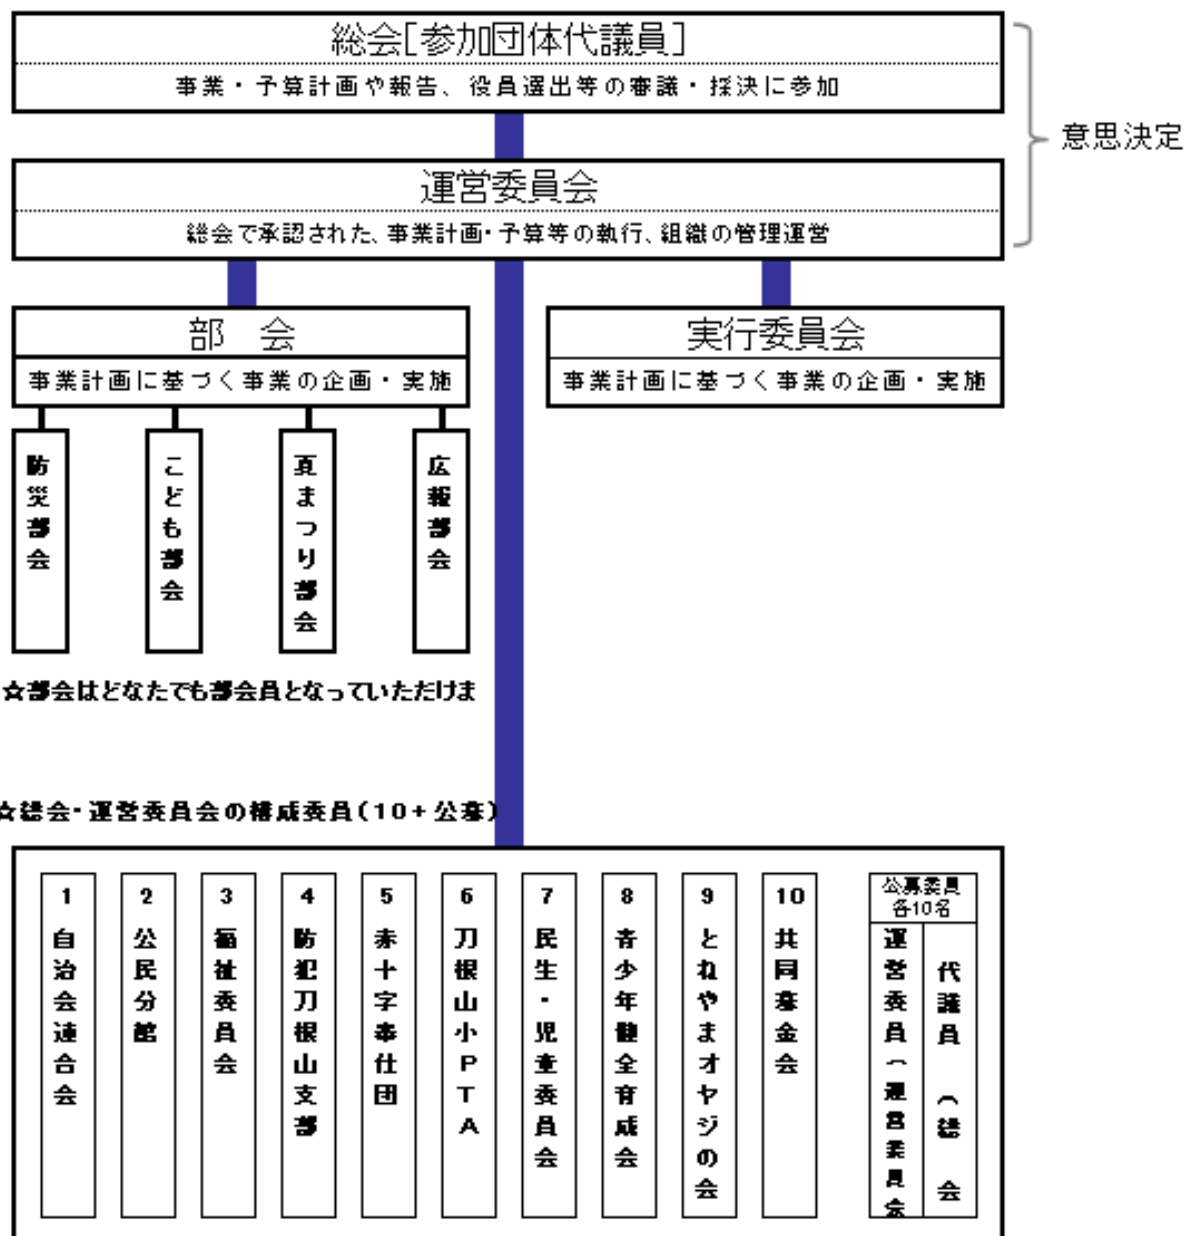 総会[参加団体代議員]
事業・予算計画や報告、役員選出等の審議・採決に参加
意思決定
運営委員会
総会で承認された、事業計画・予算等の執行、組織の管理運営
部 会
事業計画に基づく事業の企画・実施
実行委員会
事業計画に基づく事業の企画・実施
防災部会
こども部会
夏まつり部会
広報部会
☆部会はどなたでも部会員となっていただけま
☆総会・運営委員会の構成委員(10+公募)
1 自治会連合会
2 公民分館
3 福祉委員会
4 防犯刀根山支部
5 赤十字奉仕団
6 刀根山小PTA
7 民生・児童委員会
8 青少年健全育成会
9 とねやまオヤジの会
10 共同募金会
公募委員
各10名
運営委員(運営委員会
代議員 (総 会